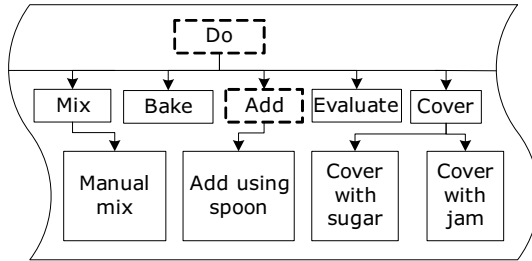 Do
Mix
Bake
Add
Evaluate
Cover
Manual
mix
Add using
spoon
Cover
with
sugar
Cover
with
jam